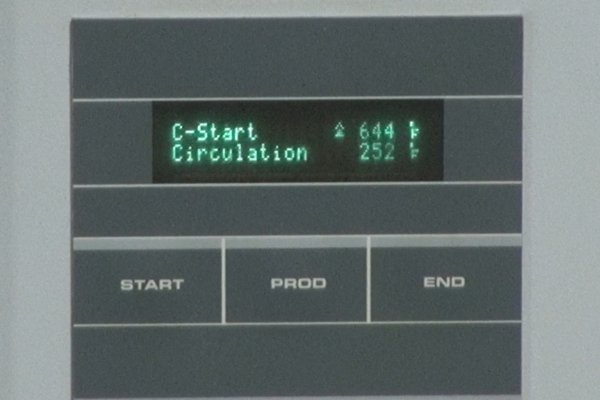 C-Start 644
Circulation 252
START PROD END